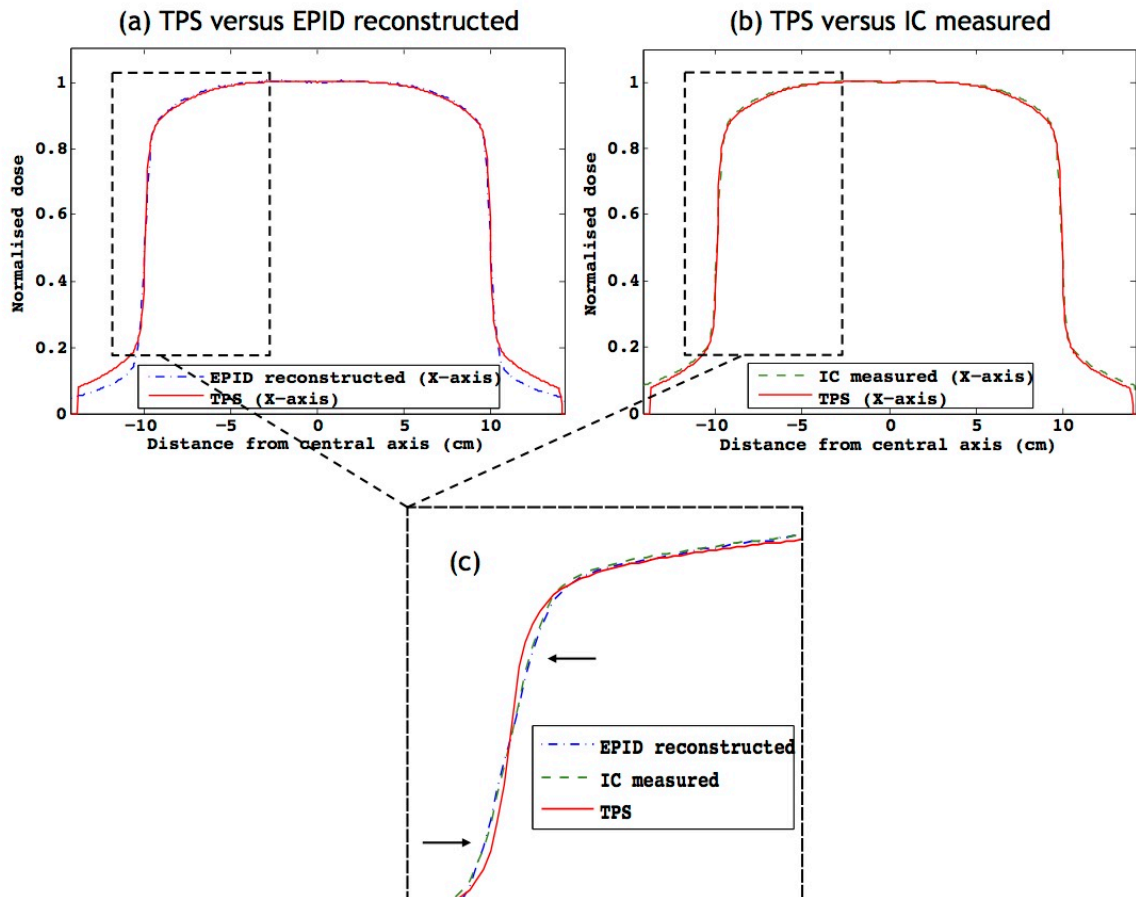 (a) TPS versus EPID reconstructed
1
0.8
0.6
0.4
0.2
0
Normalised dose
EPID reconstructed (X-axis)
TPS (X-axis)
−10 −5 0 5 10
Distance from central axis (cm)
(b) TPS versus IC measured
1
0.8
0.6
0.4
0.2
0
Normalised dose
IC measured (X-axis)
TPS (X-axis)
−10 −5 0 5 10
Distance from central axis (cm)
(c)
EPID reconstructed
IC measured
TPS